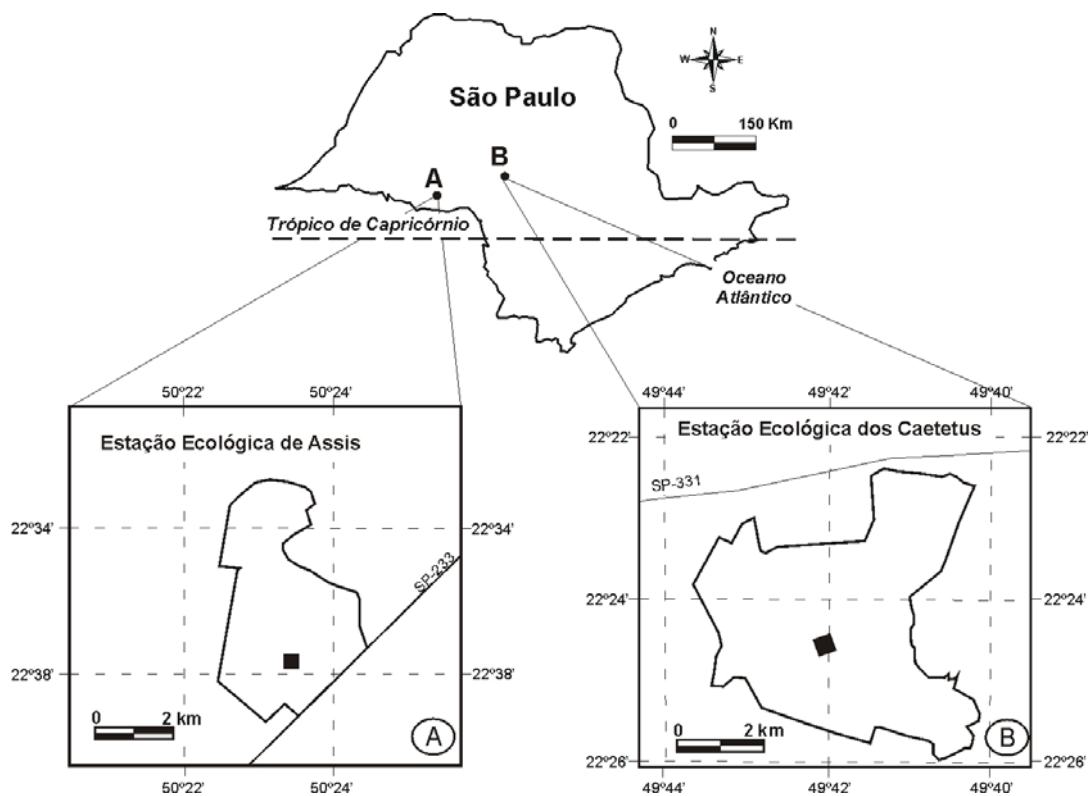 N
W E
S
São Paulo
0 150 Km
B
A
Trópico de Capricórnio
Oceano
Atlântico
50º22' 50º24'
Estação Ecológica de Assis
22º34' 22º34'
SP-233
22º38' 22º38'
0 2 km
A
50º22' 50º24'
49º44' 49º42' 49º40'
Estação Ecológica dos Caetetus
22º22' 22º22'
SP-331
22º24' 22º24'
0 2 km
B
22º26' 22º26'
49º44' 49º42' 49º40'